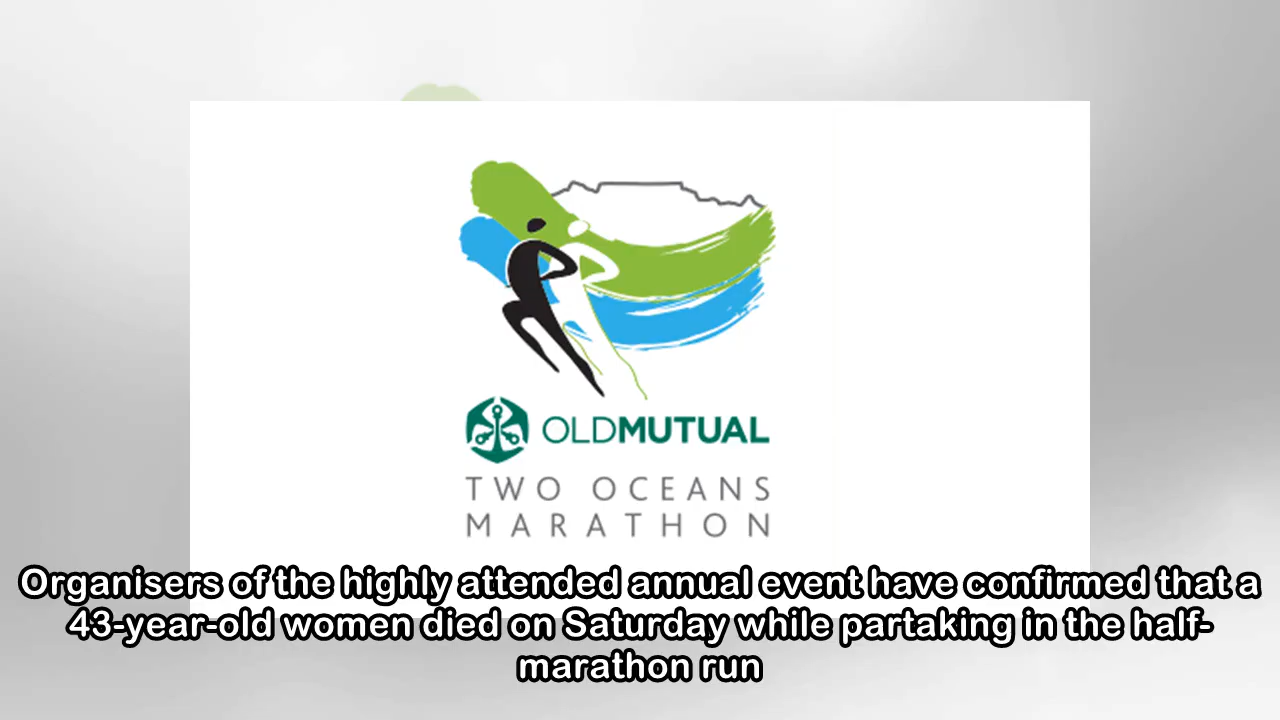 OLDMUTUAL
TWO OCEANS
MARATHON
Organisers of the highly attended annual event have confirmed that a
43-year-old women died on Saturday while partaking in the half-
marathon run